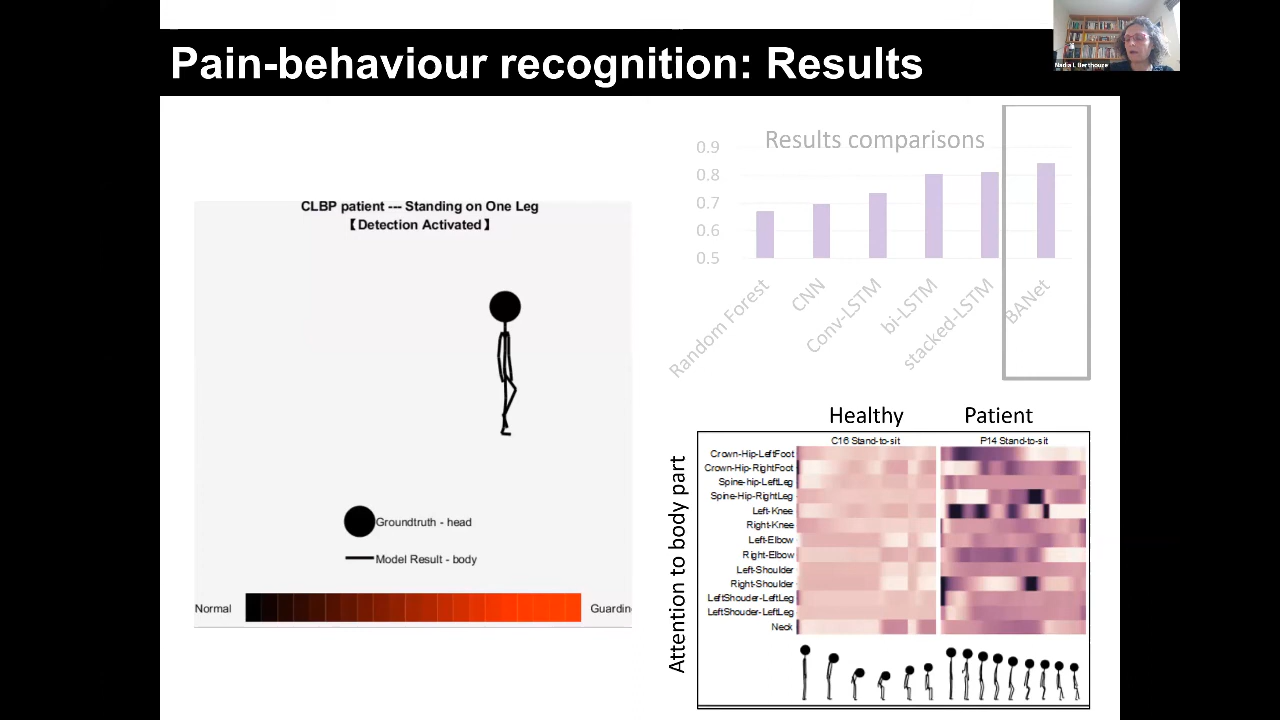 Pain-behaviour recognition: Results
Nadia L Berthouze
CLBP patient --- Standing on One Leg
【Detection Activated】
Groundtruth - head
Model Result - body
Normal
Guardin
Results comparisons
0.9
0.8
0.7
0.6
0.5
Random Forest
CNN
Conv-LSTM
bi-LSTM
stacked-LSTM
BANet
Healthy
Patient
C16 Stand-to-sit
P14 Stand-to-sit
Attention to body part
Crown-Hip-LeftFoot
Crown-Hip-RightFoot
Spine-hip-LeftLeg
Spine-Hip-RightLeg
Left-Knee
Right-Knee
Left-Elbow
Right-Elbow
Left-Shoulder
Right-Shoulder
LeftShouder-LeftLeg
LeftShouder-LeftLeg
Neck